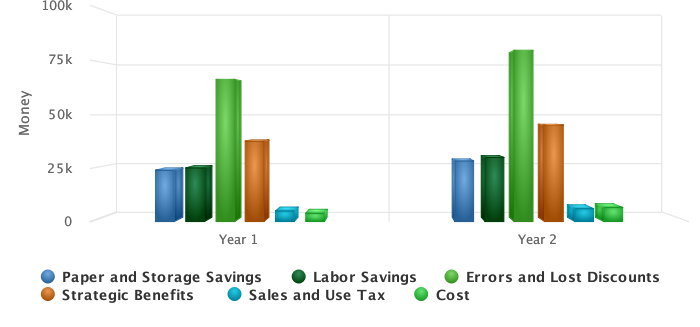 100k
75k
50k
25k
0
Money
Year 1
Year 2
Paper and Storage Savings
Labor Savings
Errors and Lost Discounts
Strategic Benefits
Sales and Use Tax
Cost